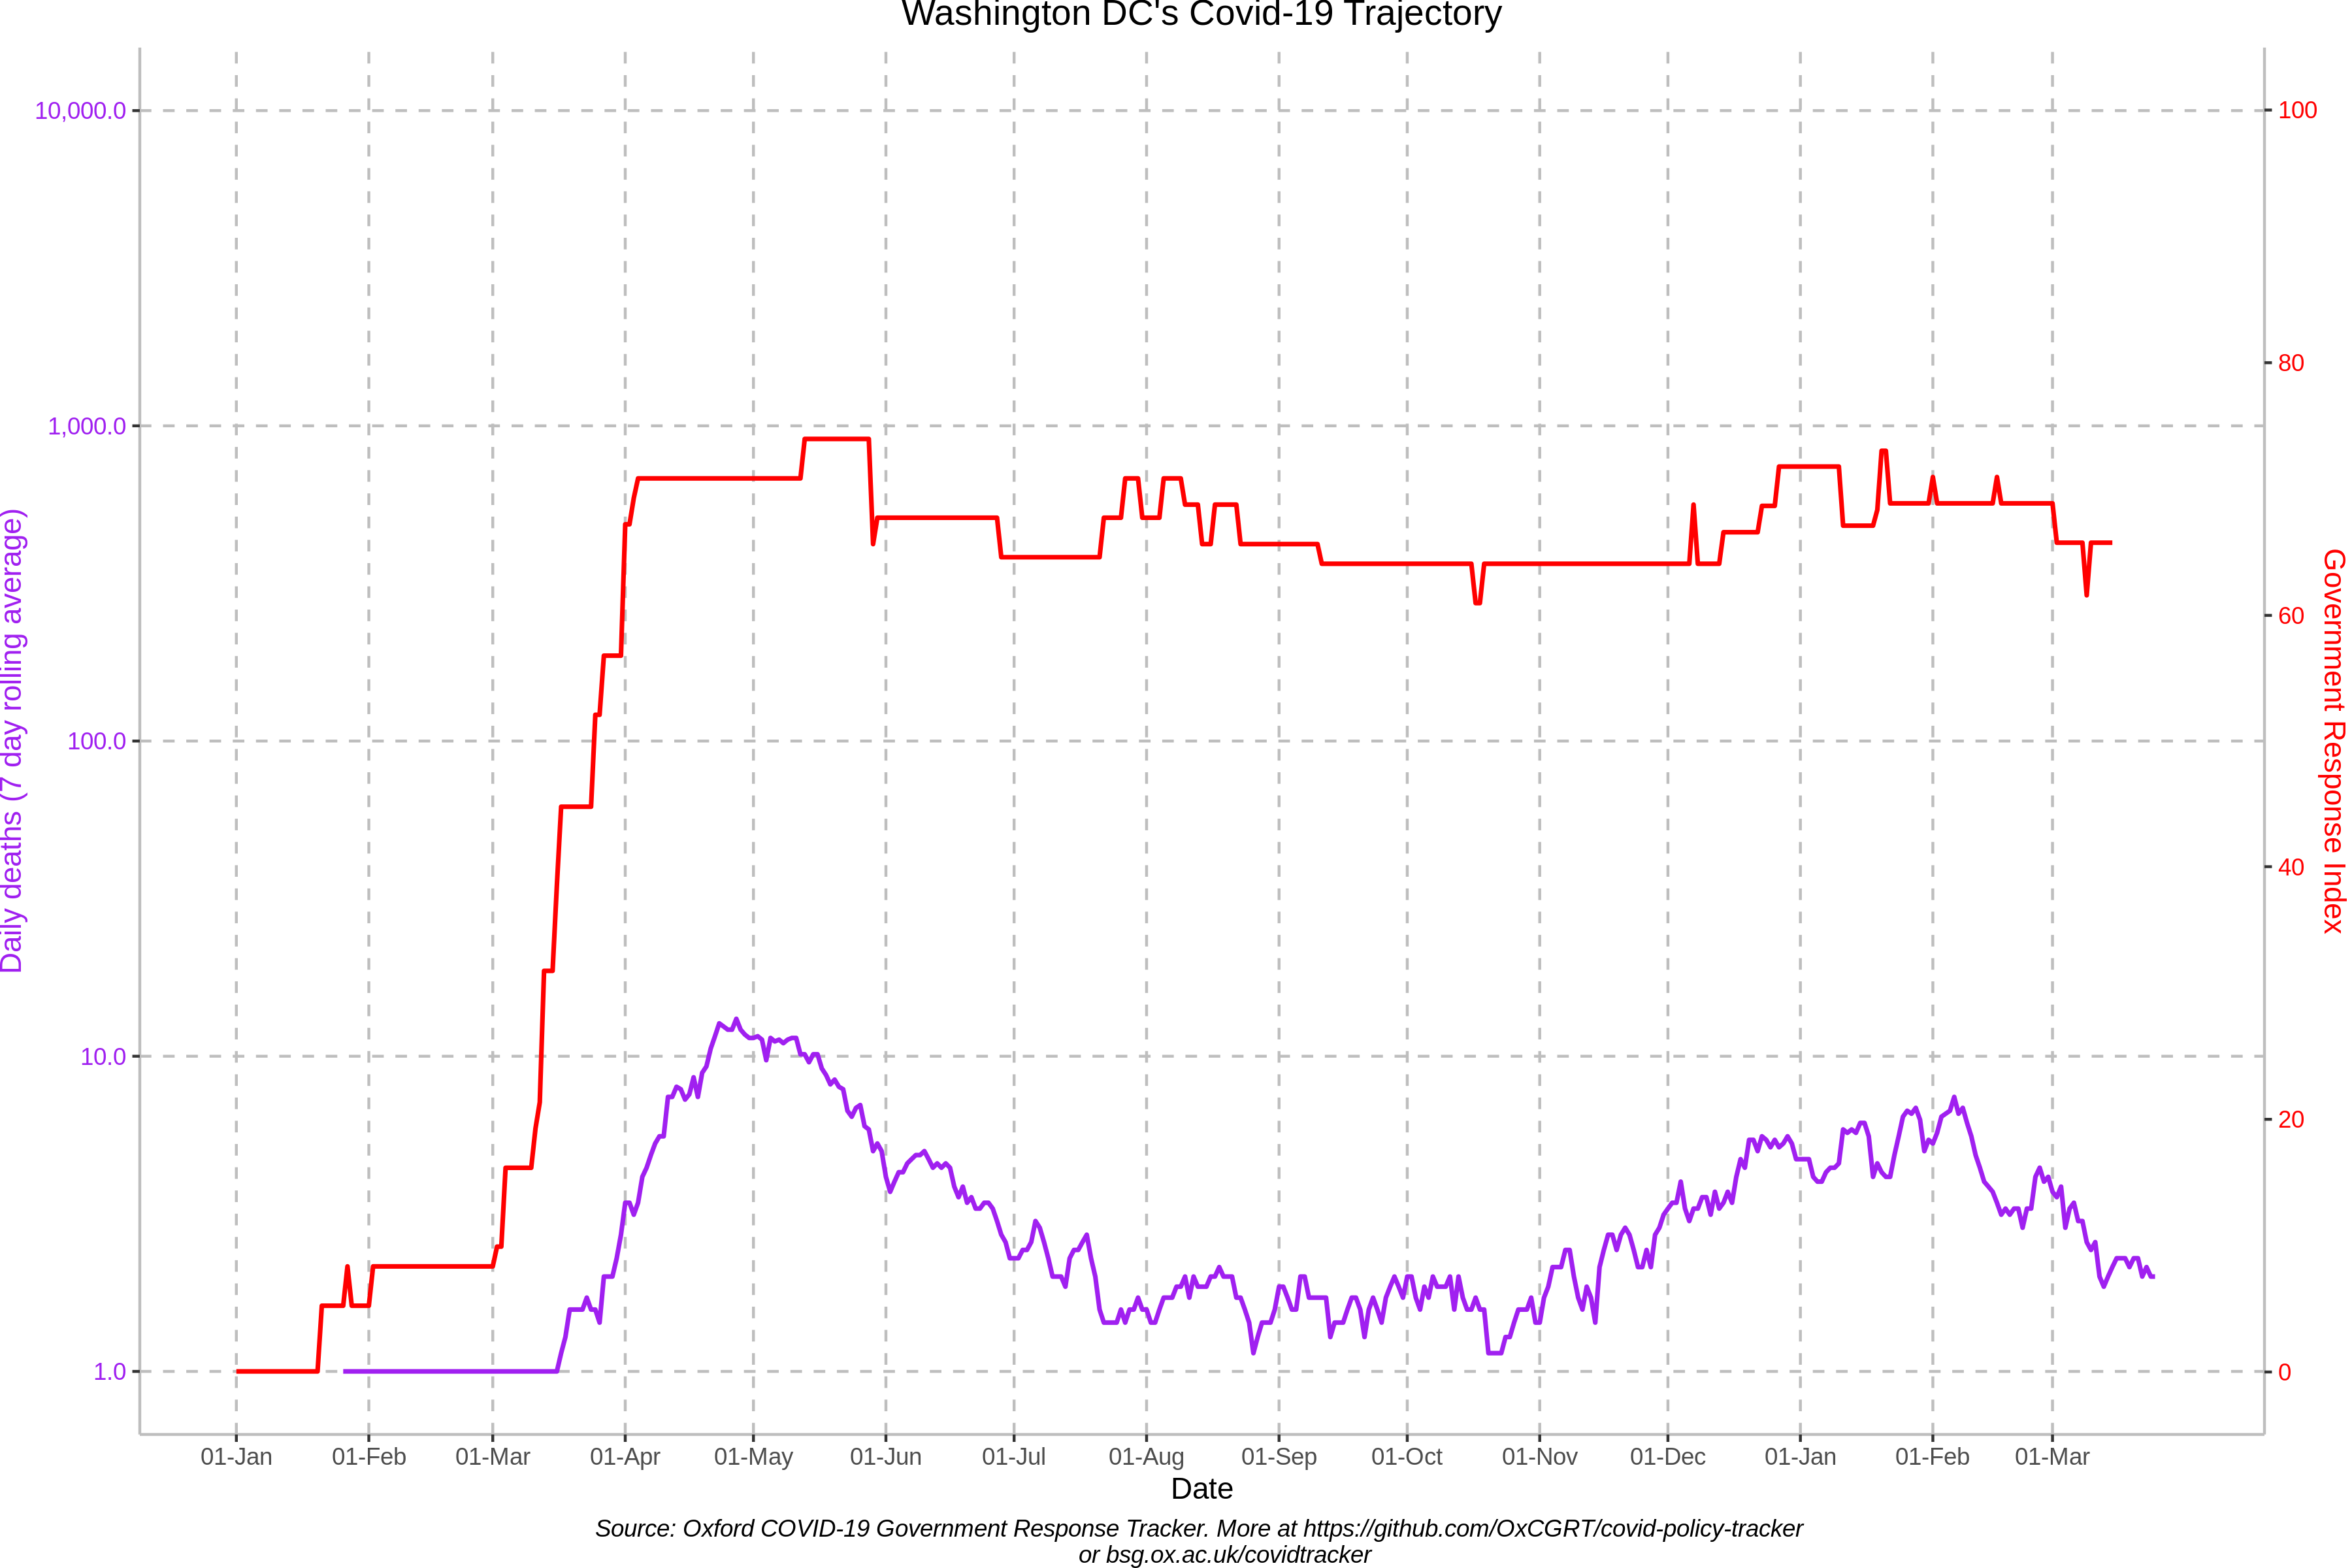 Washington DC's Covid-19 Trajectory
10,000.0
1,000.0
100.0
10.0
1.0
Daily deaths (7 day rolling average)
100
80
60
40
20
0
Government Response Index
01-Jan 01-Feb 01-Mar 01-Apr 01-May 01-Jun 01-Jul 01-Aug 01-Sep 01-Oct 01-Nov 01-Dec 01-Jan 01-Feb 01-Mar
Date
Source: Oxford COVID-19 Government Response Tracker. More at https://github.com/OxCGRT/covid-policy-tracker
or bsg.ox.ac.uk/covidtracker